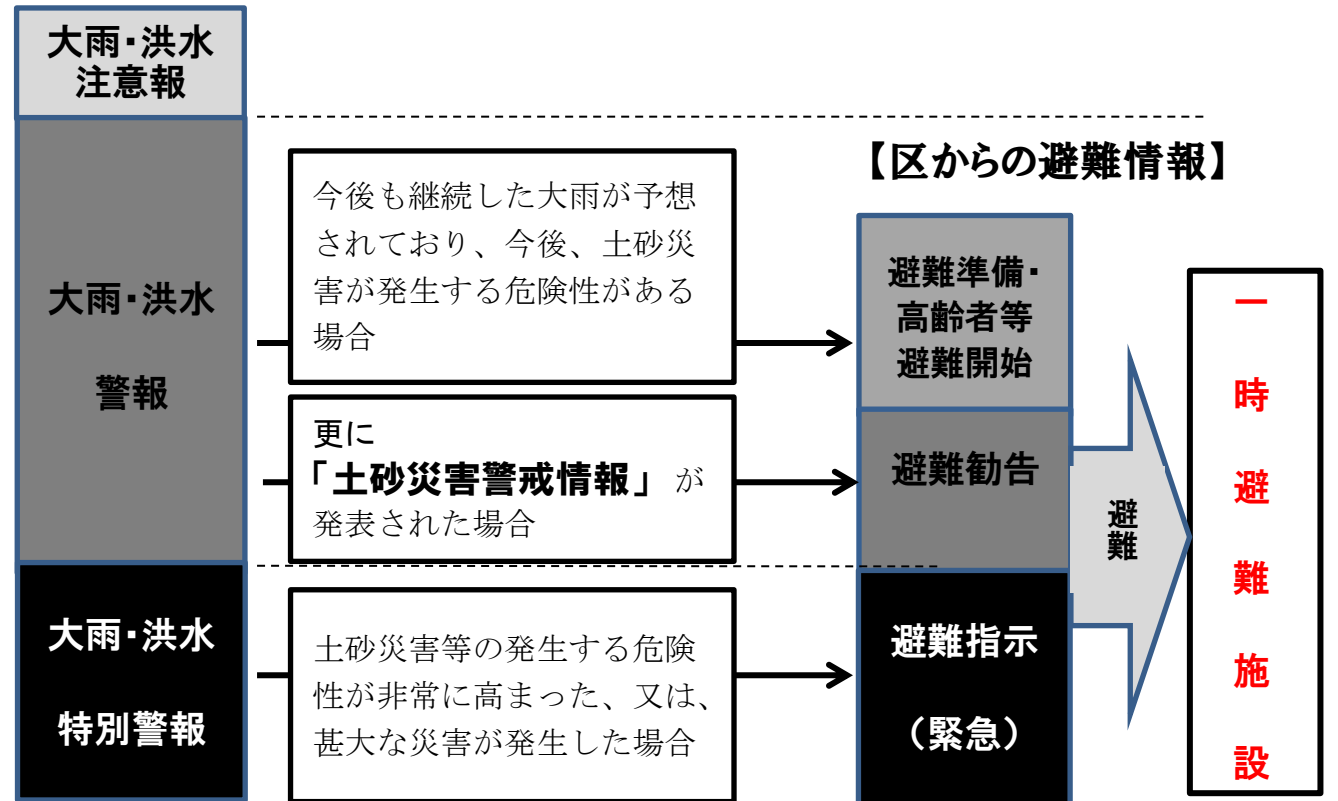 大雨・洪水
注意報
【区からの避難情報】
大雨・洪水
警報
今後も継続した大雨が予想
されており、今後、土砂災
害が発生する危険性がある
場合
避難準備・
高齢者等
避難開始
更に
「土砂災害警戒情報」が
発表された場合
避難勧告
大雨・洪水
特別警報
土砂災害等の発生する危険
性が非常に高まった、又は、
甚大な災害が発生した場合
避難指示
（緊急）
避難
一時避難施設